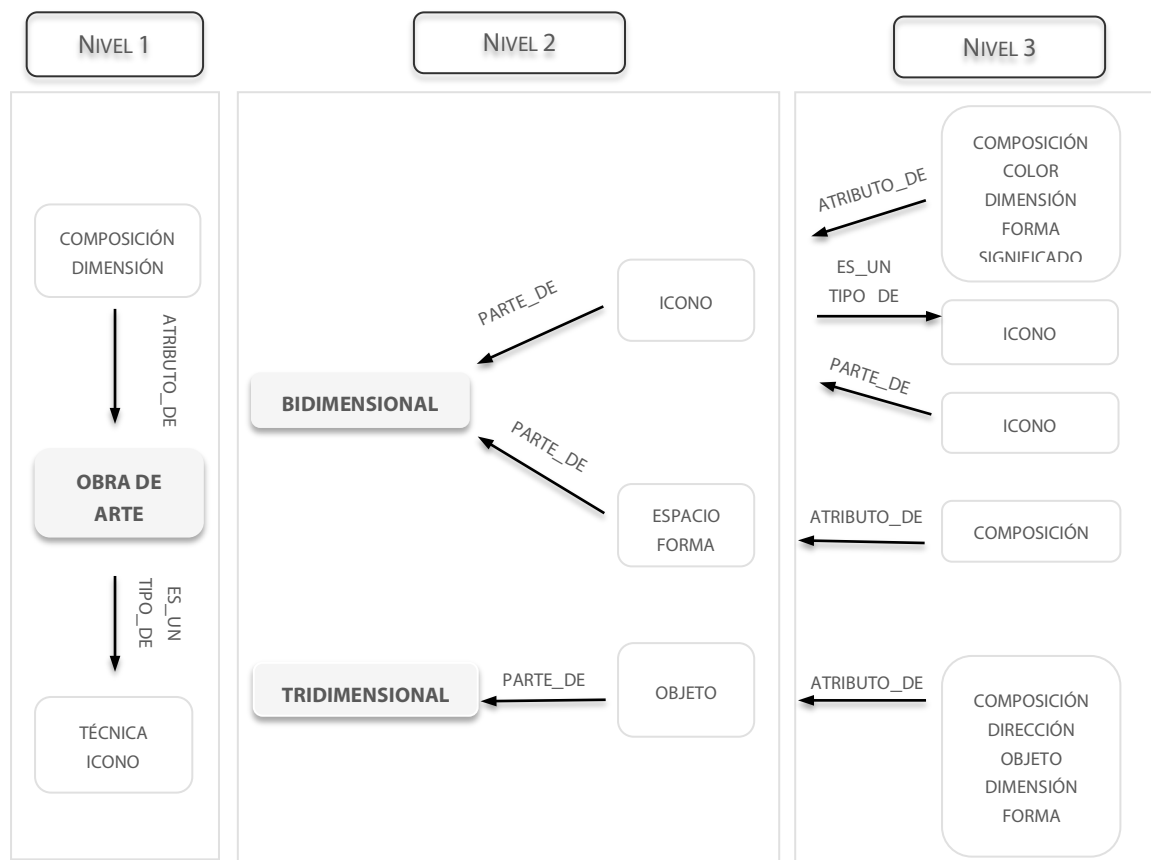 NIVEL 1
NIVEL 2
NIVEL 3
COMPOSICIÓN
DIMENSIÓN
ATRIBUTO_DE
OBRA DE
ARTE
ES_UN
TIPO_DE
TÉCNICA
ICONO
PARTE_DE
ICONO
BIDIMENSIONAL
PARTE_DE
ESPACIO
FORMA
TRIDIMENSIONAL
PARTE_DE
OBJETO
ATRIBUTO_DE
COMPOSICIÓN
COLOR
DIMENSIÓN
FORMA
SIGNIFICADO
ES_UN
TIPO_DE
ICONO
PARTE_DE
ICONO
ATRIBUTO_DE
COMPOSICIÓN
ATRIBUTO_DE
COMPOSICIÓN
DIRECCIÓN
OBJETO
DIMENSIÓN
FORMA